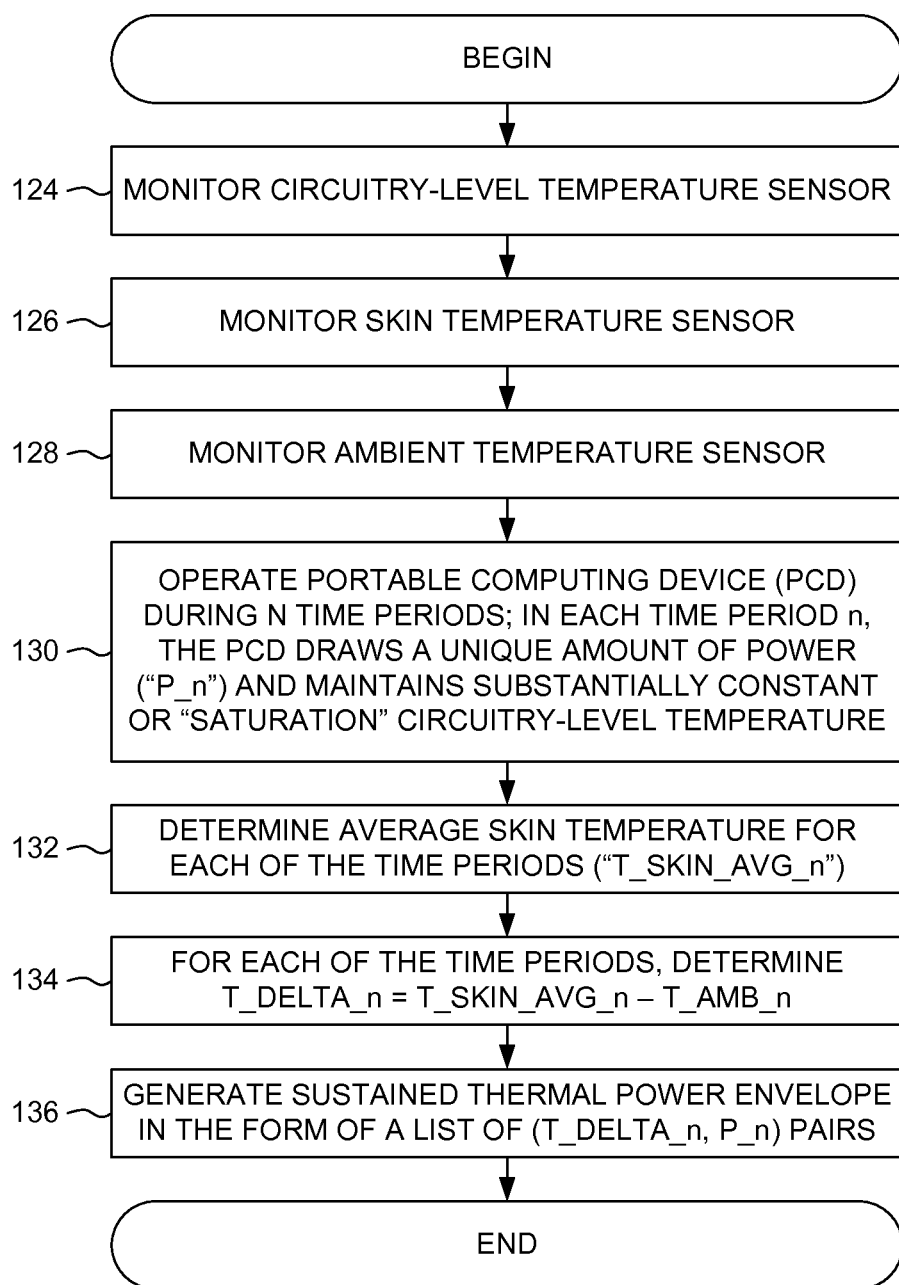 BEGIN
124
MONITOR CIRCUITRY-LEVEL TEMPERATURE SENSOR
126
MONITOR SKIN TEMPERATURE SENSOR
128
MONITOR AMBIENT TEMPERATURE SENSOR
130
OPERATE PORTABLE COMPUTING DEVICE (PCD)
DURING N TIME PERIODS; IN EACH TIME PERIOD n,
THE PCD DRAWS A UNIQUE AMOUNT OF POWER
(“P_n”) AND MAINTAINS SUBSTANTIALLY CONSTANT
OR “SATURATION” CIRCUITRY-LEVEL TEMPERATURE
132
DETERMINE AVERAGE SKIN TEMPERATURE FOR
EACH OF THE TIME PERIODS (“T_SKIN_AVG_n”)
134
FOR EACH OF THE TIME PERIODS, DETERMINE
T_DELTA_n = T_SKIN_AVG_n – T_AMB_n
136
GENERATE SUSTAINED THERMAL POWER ENVELOPE
IN THE FORM OF A LIST OF (T_DELTA_n, P_n) PAIRS
END